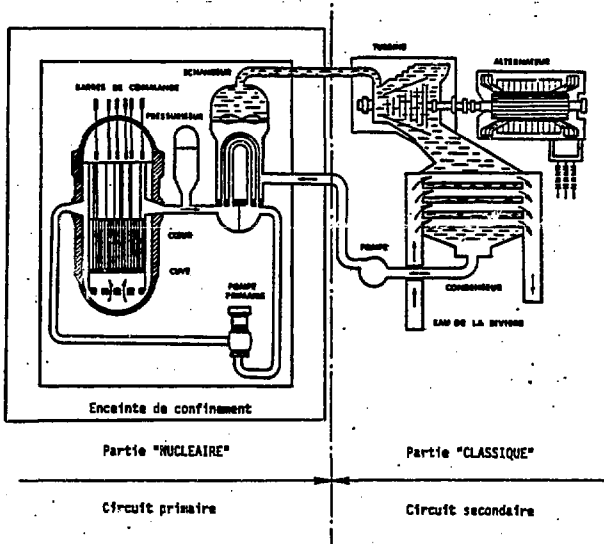 TURBINE
ALTERNATEUR
ECHANGEUR
BARRES DE COMMANDE
PRESSURISEUR
CŒUR
CUVE
POMPE
PRIMAIRE
POMPE
CONDENSEUR
EAU DE LA RIVIERE
Enceinte de confinement
Partie "NUCLEAIRE"
Partie "CLASSIQUE"
Circuit primaire
Circuit secondaire